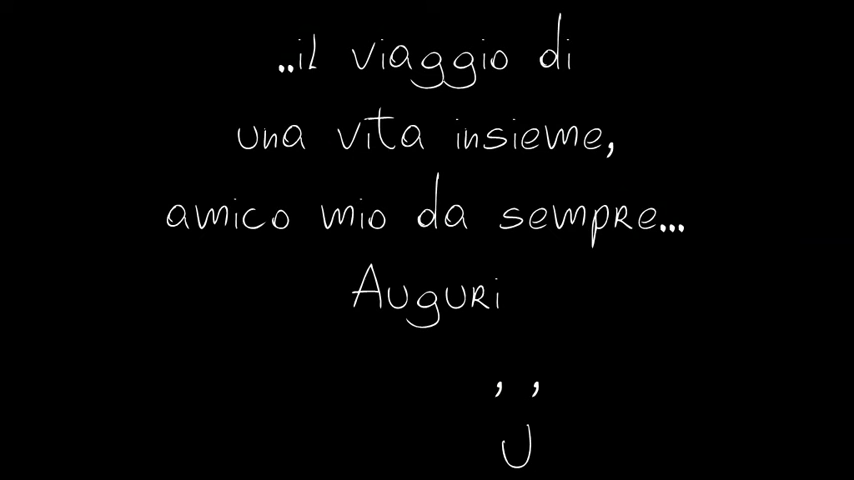 ..il viaggio di
una vita insieme,
amico mio da sempre...
Auguri
, ,
U